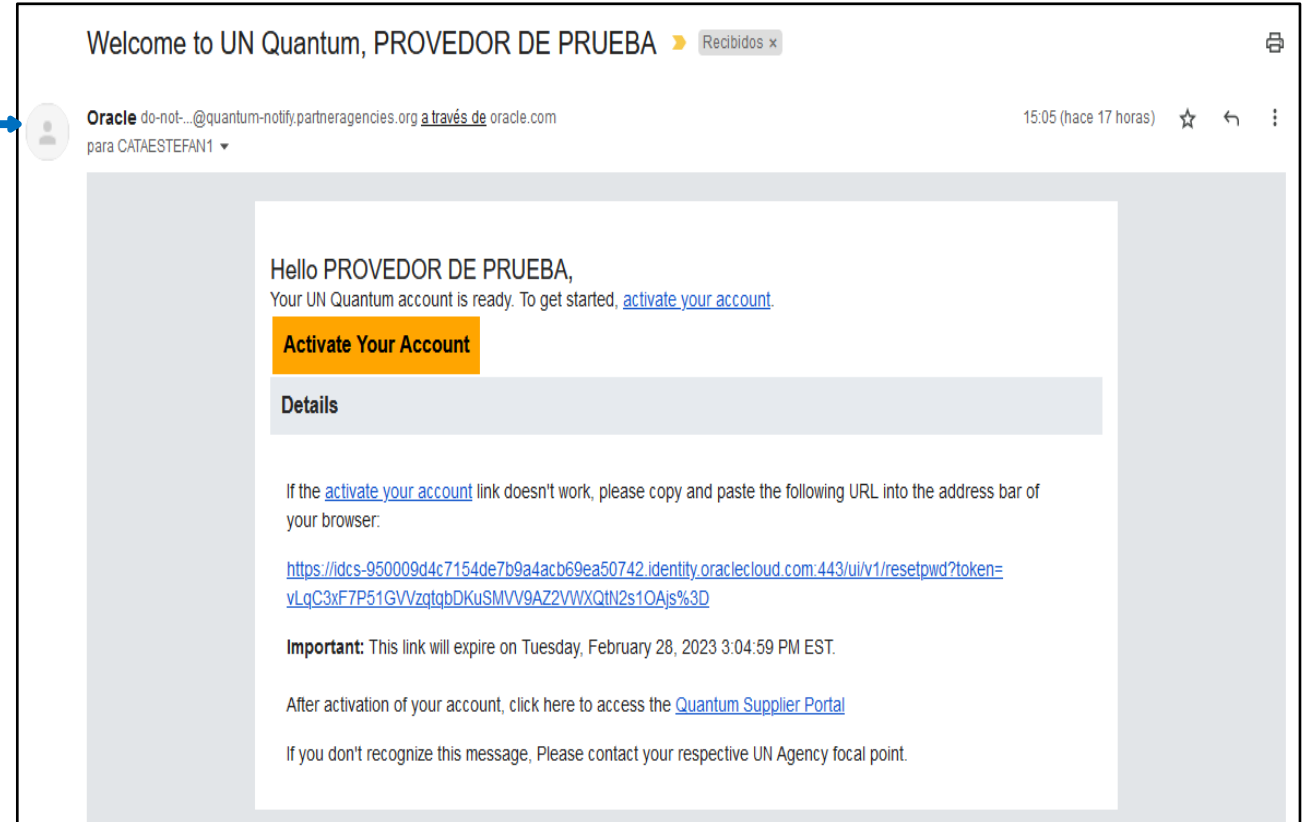 Welcome to UN Quantum, PROVEDOR DE PRUEBA Recibidos x
Oracle do-not-...@quantum-notify.partneragencies.org a través de oracle.com 15:05 (hace 17 horas)
para CATAESTEFAN1
Hello PROVEDOR DE PRUEBA,
Your UN Quantum account is ready. To get started, activate your account.
Activate Your Account
Details
If the activate your account link doesn't work, please copy and paste the following URL into the address bar of
your browser:
https://idcs-950009d4c7154de7b9a4acb69ea50742.identity.oraclecloud.com:443/ui/v1/resetpwd?token=
vLqC3xF7P51GVVzqtqbDKuSMVV9AZ2VWXQtN2s1OAjs%3D
Important: This link will expire on Tuesday, February 28, 2023 3:04:59 PM EST.
After activation of your account, click here to access the Quantum Supplier Portal
If you don't recognize this message, Please contact your respective UN Agency focal point.